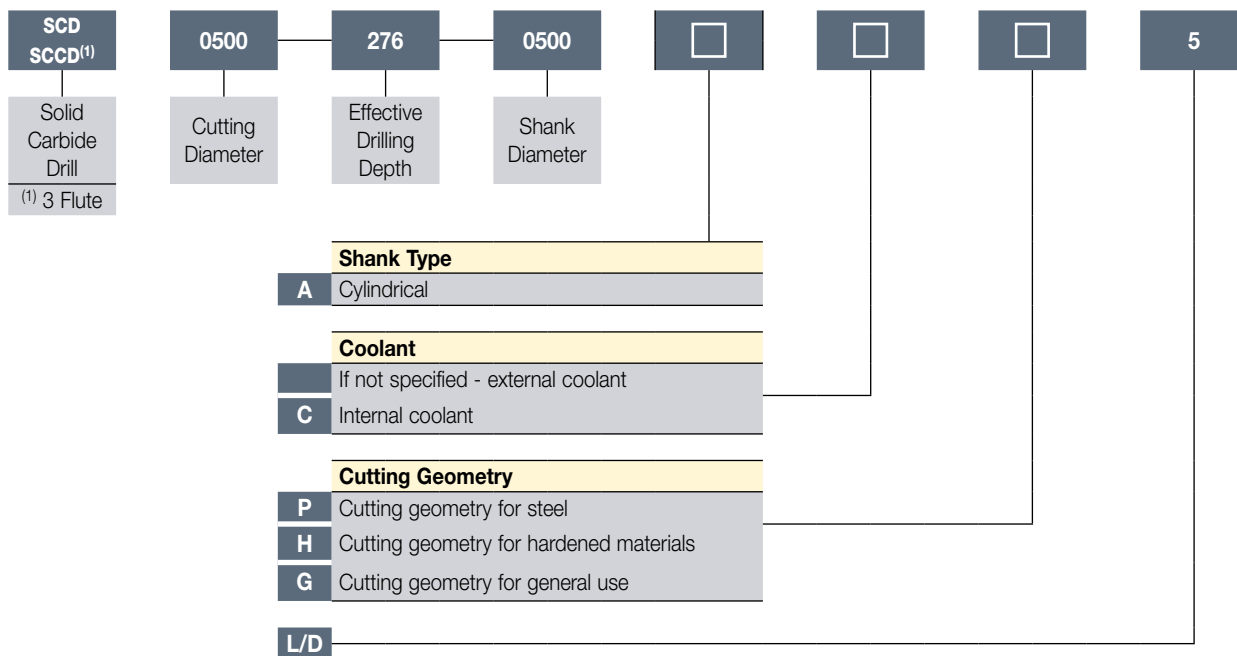 SCD
SCCD(1)
0500
276
0500
5
Solid
Carbide
Drill
(1) 3 Flute
Cutting
Diameter
Effective
Drilling
Depth
Shank
Diameter
Shank Type
A Cylindrical
Coolant
If not specified - external coolant
C Internal coolant
Cutting Geometry
P Cutting geometry for steel
H Cutting geometry for hardened materials
G Cutting geometry for general use
L/D